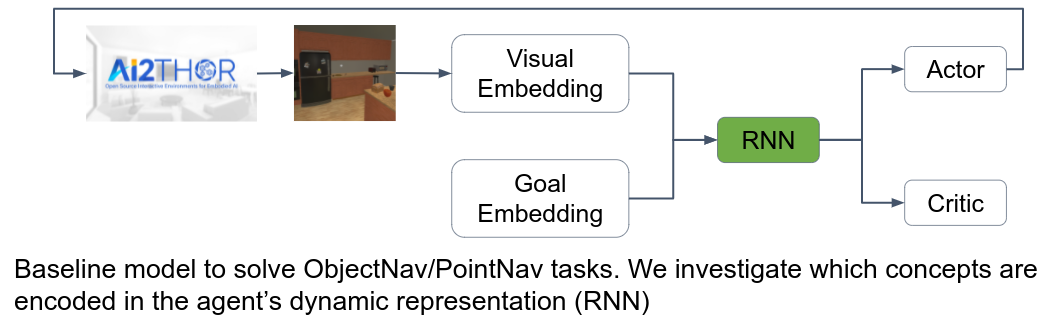 Ai2THOR
Open Source Interactive Environments for Embodied AI
Visual
Embedding
Goal
Embedding
RNN
Actor
Critic
Baseline model to solve ObjectNav/PointNav tasks. We investigate which concepts are
encoded in the agent's dynamic representation (RNN)